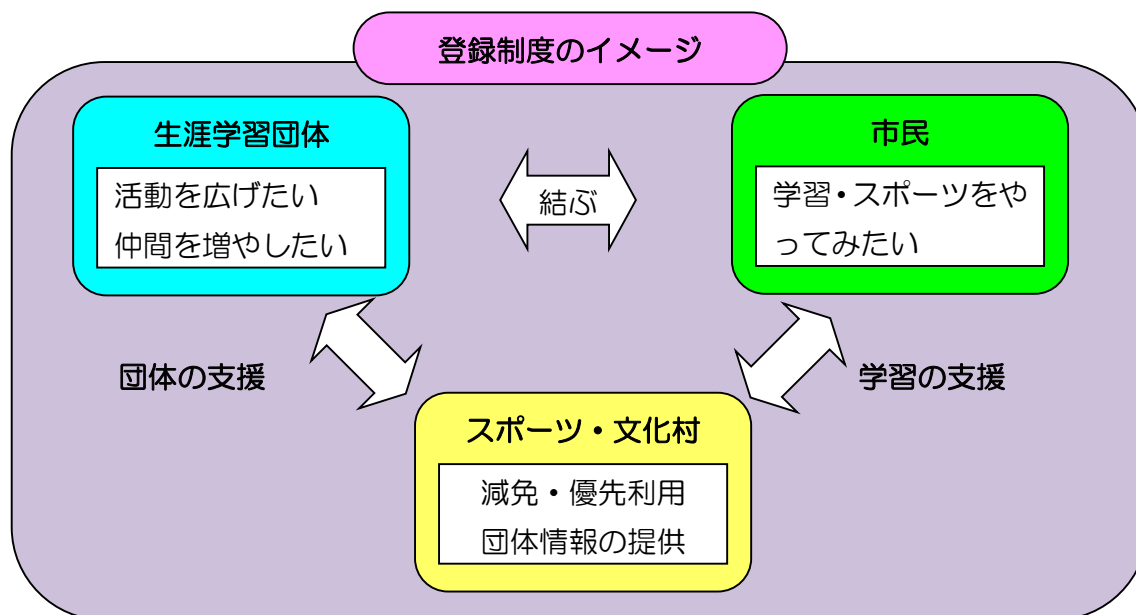 登録制度のイメージ
生涯学習団体
活動を広げたい
仲間を増やしたい
結ぶ
市民
学習・スポーツをや
ってみたい
団体の支援
学習の支援
スポーツ・文化村
減免・優先利用
団体情報の提供